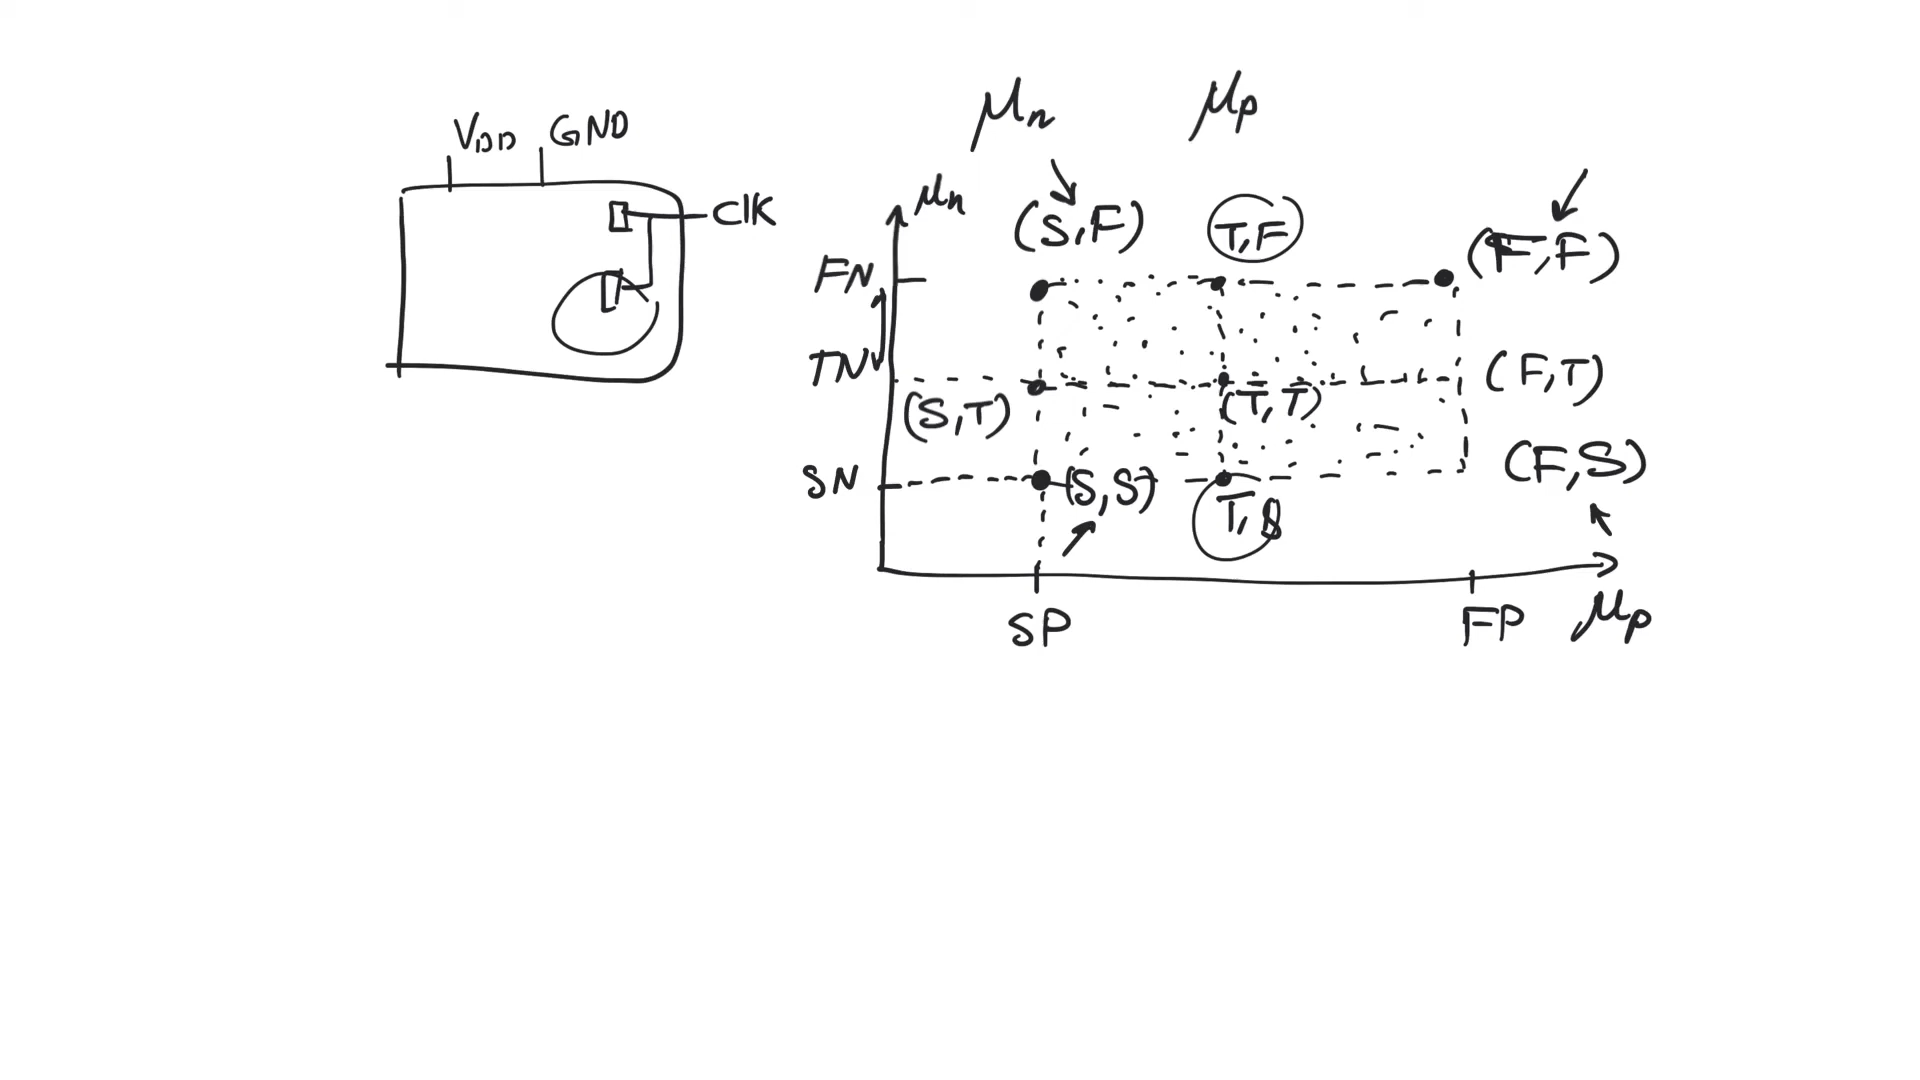 μn μp
VDD GND
CLK
μn
(S,F) T,F (F,F)
FN
TN
(S,T) (T,T) (F,T)
SN
(S,S) T,S (F,S)
SP FP μp